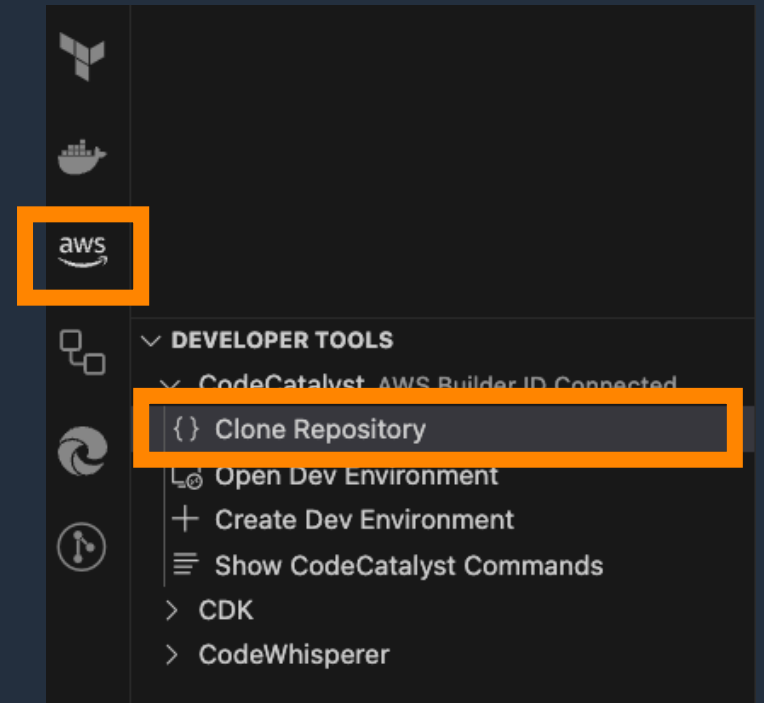 aws
DEVELOPER TOOLS
CodeCatalyst AWS Builder ID Connected
{} Clone Repository
Open Dev Environment
Create Dev Environment
Show CodeCatalyst Commands
CDK
CodeWhisperer